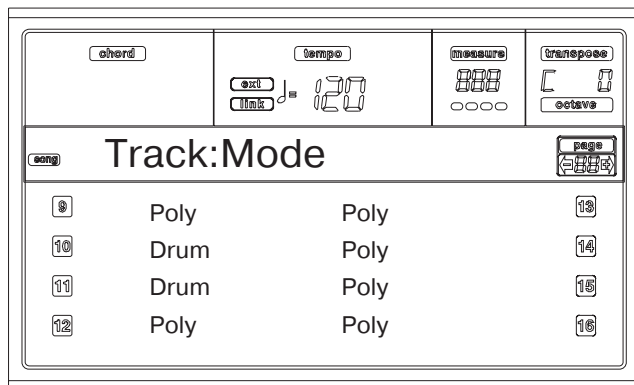 chord tempo measure transpose
ext
link = 120 888 C 0
octave
song Track:Mode page
- 88 +
9 Poly Poly 13
10 Drum Poly 14
11 Drum Poly 15
12 Poly Poly 16